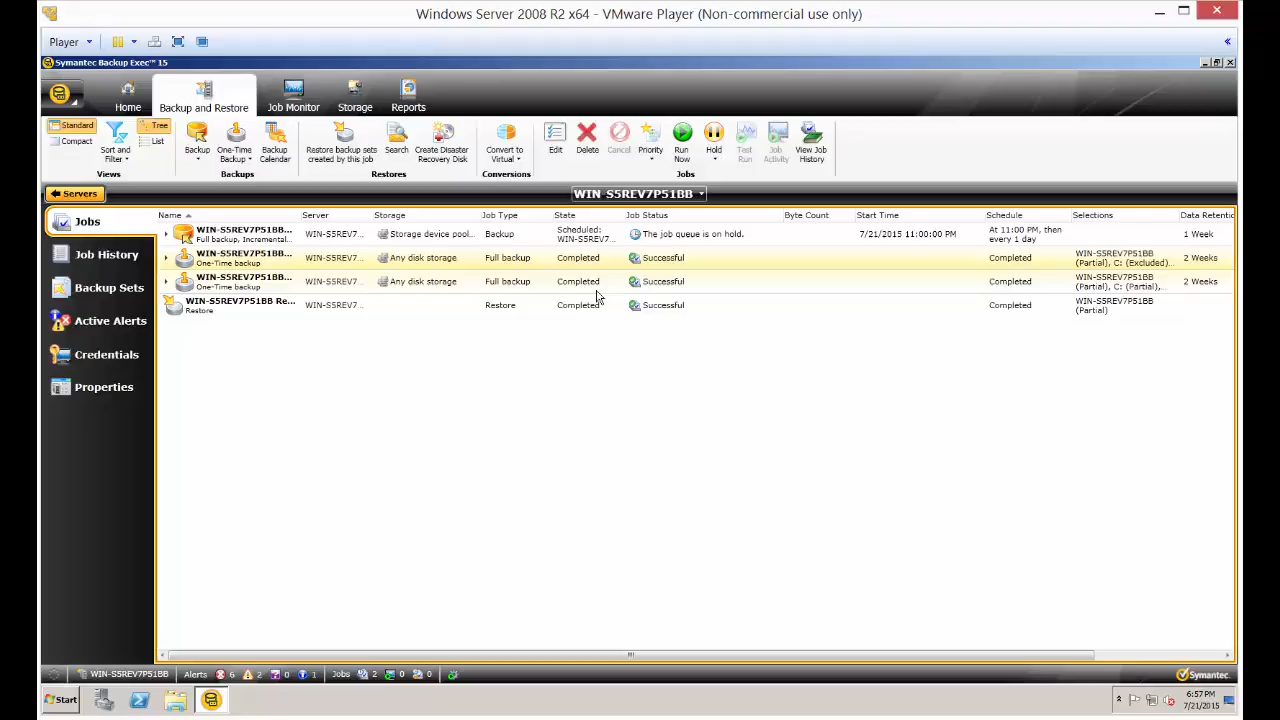 Windows Server 2008 R2 x64 - VMware Player (Non-commercial use only)
Player
Symantec Backup Exec™ 15
Home
Backup and Restore
Job Monitor
Storage
Reports
Standard
Compact
Sort and
Filter
Tree
List
Views
Backup
One-Time
Backup
Backup
Calendar
Backups
Restore backup sets
created by this job
Search
Create Disaster
Recovery Disk
Restores
Convert to
Virtual
Conversions
Edit
Delete
Cancel
Priority
Run
Now
Hold
Test
Run
Job
Activity
View Job
History
Jobs
Servers
WIN-S5REV7P51BB
Jobs
Job History
Backup Sets
Active Alerts
Credentials
Properties
Name Server Storage Job Type State Job Status Byte Count Start Time Schedule Selections Data Retentic
WIN-S5REV7P51BB...
Full backup, Incremental...
WIN-S5REV7...
Storage device pool...
Backup
Scheduled:
WIN-S5REV7...
The job queue is on hold.
7/21/2015 11:00:00 PM
At 11:00 PM, then
every 1 day
WIN-S5REV7P51BB
1 Week
WIN-S5REV7P51BB...
One-Time backup
WIN-S5REV7...
Any disk storage
Full backup
Completed
Successful
Completed
WIN-S5REV7P51BB
(Partial), C: (Excluded)...
2 Weeks
WIN-S5REV7P51BB...
One-Time backup
WIN-S5REV7...
Any disk storage
Full backup
Completed
Successful
Completed
WIN-S5REV7P51BB
(Partial), C: (Partial),...
2 Weeks
WIN-S5REV7P51BB Re...
Restore
WIN-S5REV7...
Restore
Completed
Successful
Completed
WIN-S5REV7P51BB
(Partial)
WIN-S5REV7P51BB Alerts 6 2 0 1 Jobs 2 0 0
Symantec.
Start
6:57 PM
7/21/2015